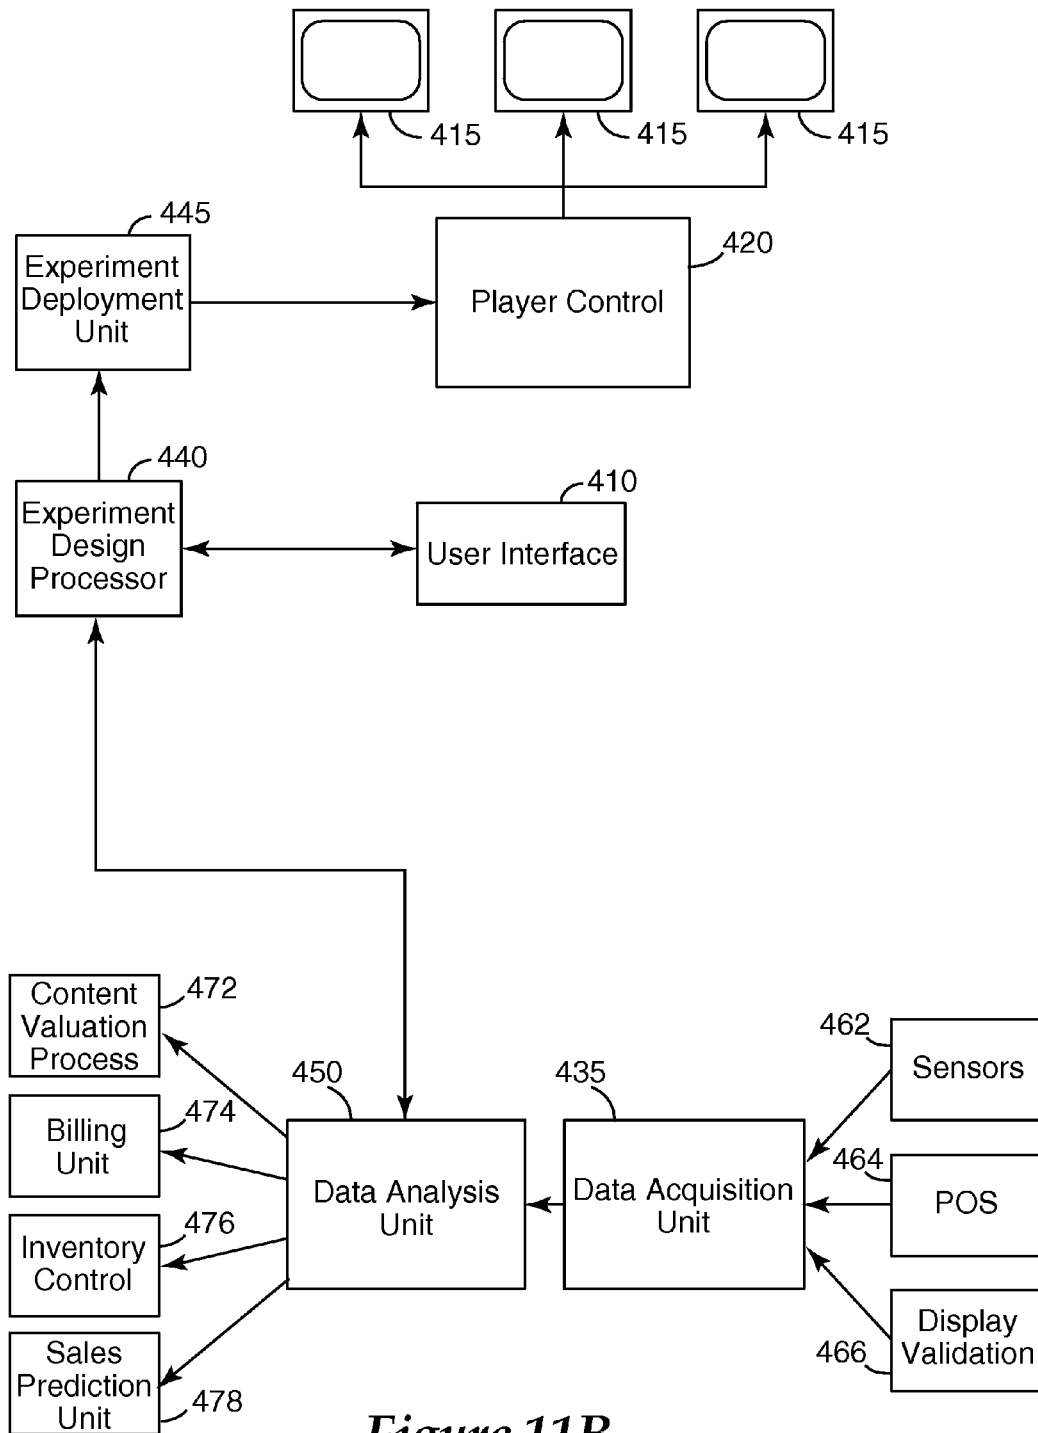 415
415
415
445
Experiment
Deployment
Unit
420
Player Control
440
Experiment
Design
Processor
410
User Interface
472
Content
Valuation
Process
474
Billing
Unit
476
Inventory
Control
478
Sales
Prediction
Unit
450
Data Analysis
Unit
435
Data Acquisition
Unit
462
Sensors
464
POS
466
Display
Validation
Figure 11B